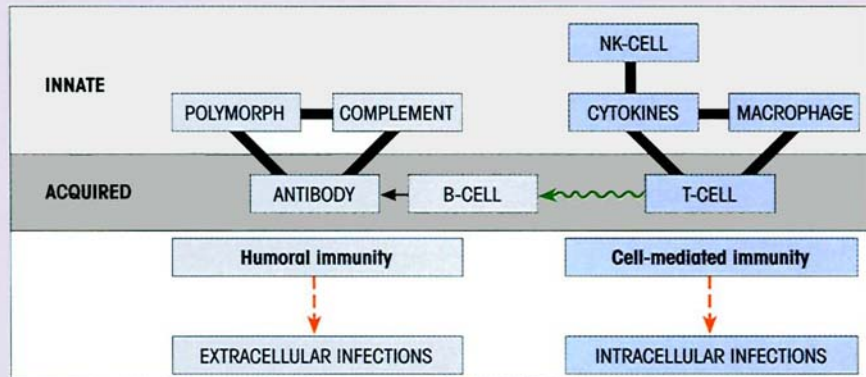 NK-CELL
INNATE
POLYMORPH COMPLEMENT CYTOKINES MACROPHAGE
ACQUIRED ANTIBODY B-CELL T-CELL
Humoral immunity Cell-mediated immunity
EXTRACELLULAR INFECTIONS INTRACELLULAR INFECTIONS